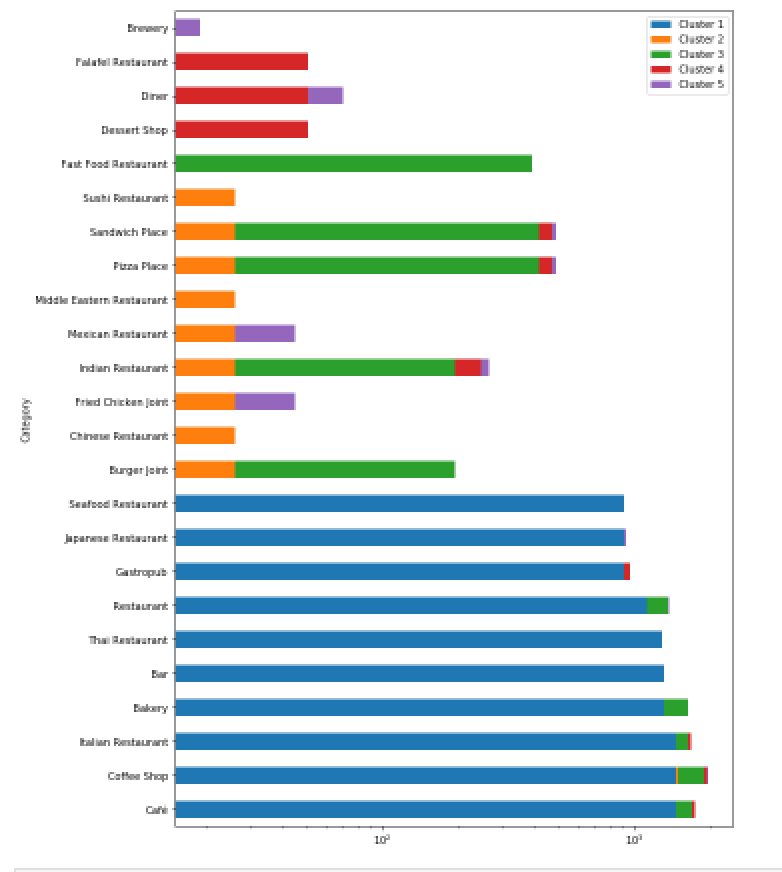 Brewery
Falafel Restaurant
Diner
Dessert Shop
Fast Food Restaurant
Sushi Restaurant
Sandwich Place
Pizza Place
Middle Eastern Restaurant
Mexican Restaurant
Indian Restaurant
Fried Chicken Joint
Chinese Restaurant
Burger Joint
Seafood Restaurant
Japanese Restaurant
Gastropub
Restaurant
Thai Restaurant
Bar
Bakery
Italian Restaurant
Coffee Shop
Café
Category
Cluster 1
Cluster 2
Cluster 3
Cluster 4
Cluster 5